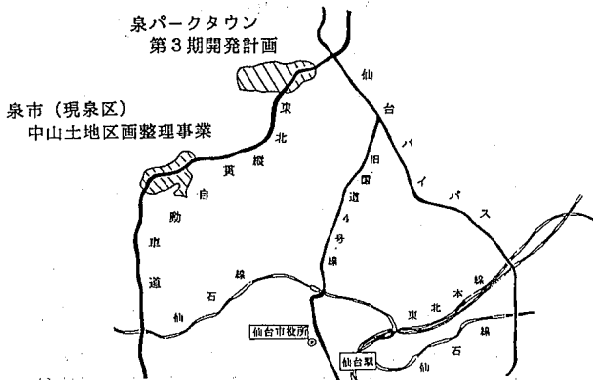 泉パークタウン
第3期開発計画
泉市（現泉区）
中山土地区画整理事業
仙台バイパス
東北縦貫自動車道
旧国道4号線
仙石線
東北本線
仙台市役所
仙台駅
仙石線